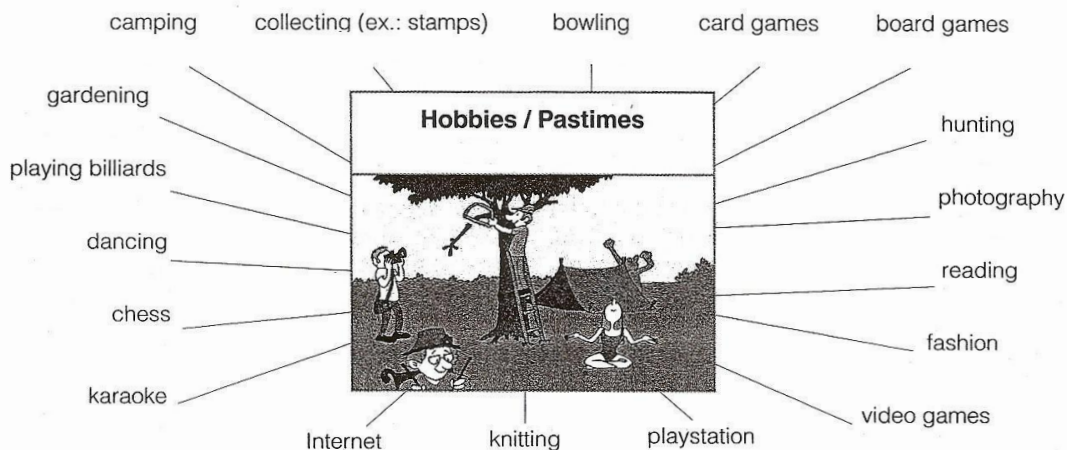 camping collecting (ex.: stamps) bowling card games board games
gardening
Hobbies / Pastimes
hunting
playing billiards
photography
dancing
reading
chess
fashion
karaoke
video games
Internet knitting playstation